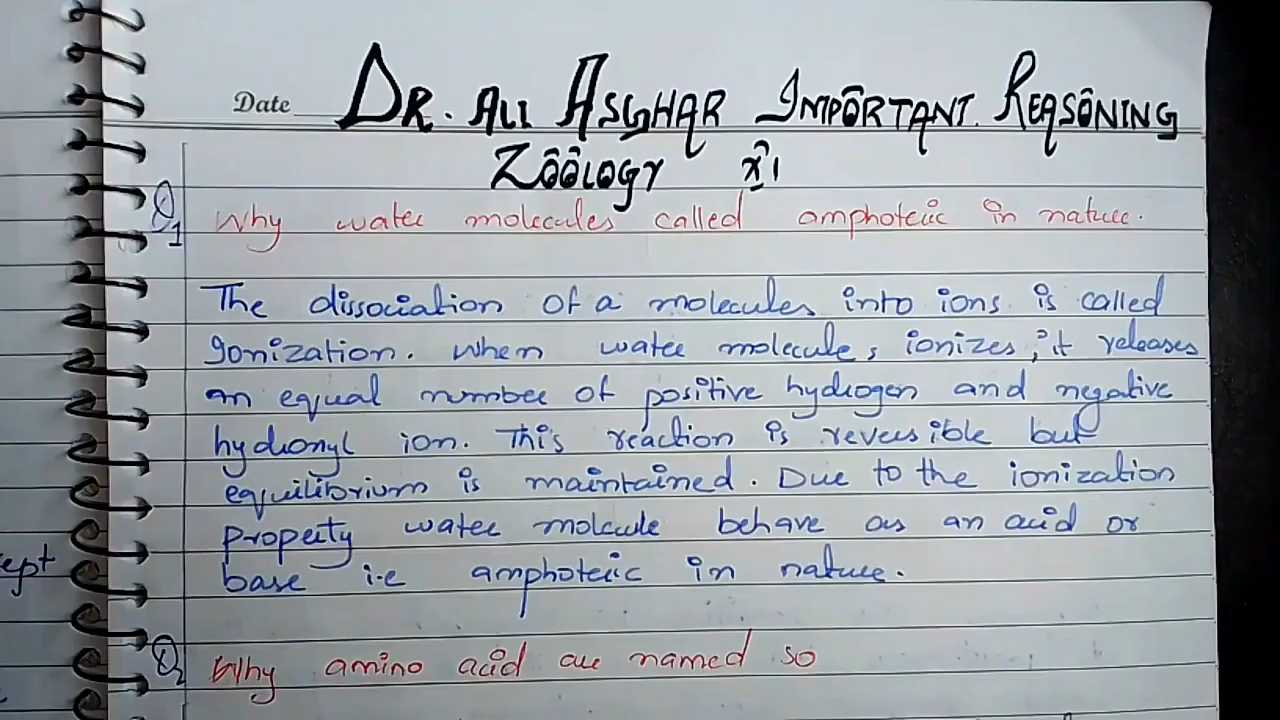 Date DR. ALI ASGHAR IMPORTANT. REASONING
ZOOLOGY XI
Q1 Why water molecules called amphoteric in nature.
The dissociation of a molecules into ions is called
Ionization. When water molecules ionizes, it releases
an equal number of positive hydrogen and negative
hydronyl ion. This reaction is reversible but
equilibrium is maintained. Due to the ionization
property water molcule behave as an acid or
base i.e amphoteric in nature.
ept
Q2 Why amino acid are named so